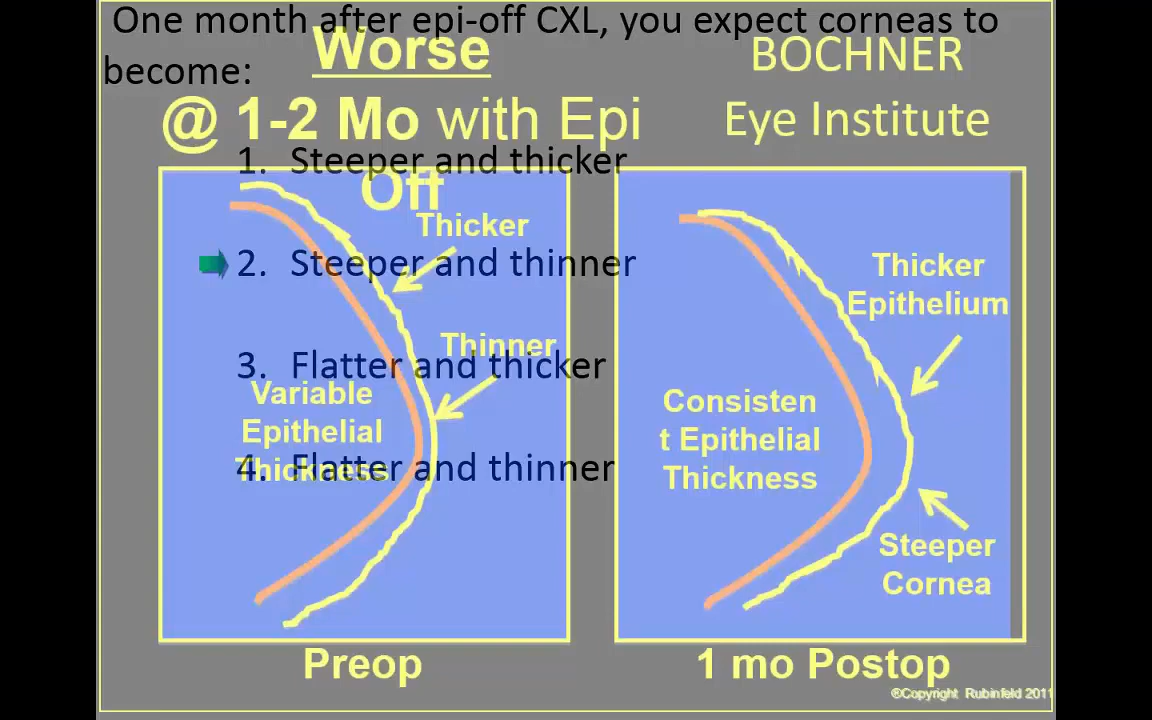 One month after epi-off CXL, you expect corneas to
become:
1. Steeper and thicker
2. Steeper and thinner
3. Flatter and thicker
4. Flatter and thinner
Worse
@ 1-2 Mo with Epi
Off
BOCHNER
Eye Institute
Thicker
Thinner
Variable
Epithelial
Thickness
Preop
Thicker
Epithelium
Consisten
t Epithelial
Thickness
Steeper
Cornea
1 mo Postop
®Copyright Rubinfeld 2011